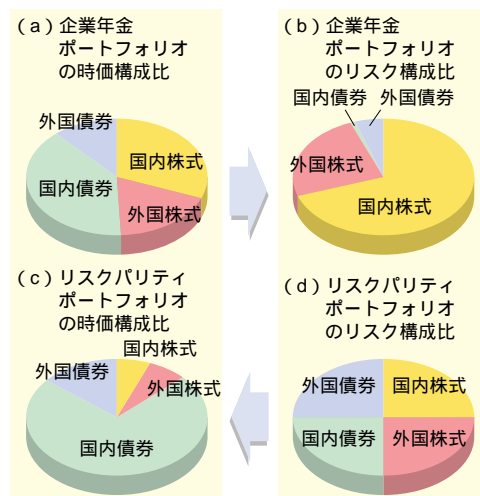 （a）企業年金
ポートフォリオ
の時価構成比
外国債券
国内株式
国内債券
外国株式
（b）企業年金
ポートフォリオ
のリスク構成比
国内債券
外国債券
外国株式
国内株式
（c）リスクパリティ
ポートフォリオ
の時価構成比
国内株式
外国債券
外国株式
国内債券
（d）リスクパリティ
ポートフォリオ
のリスク構成比
外国債券
国内株式
国内債券
外国株式